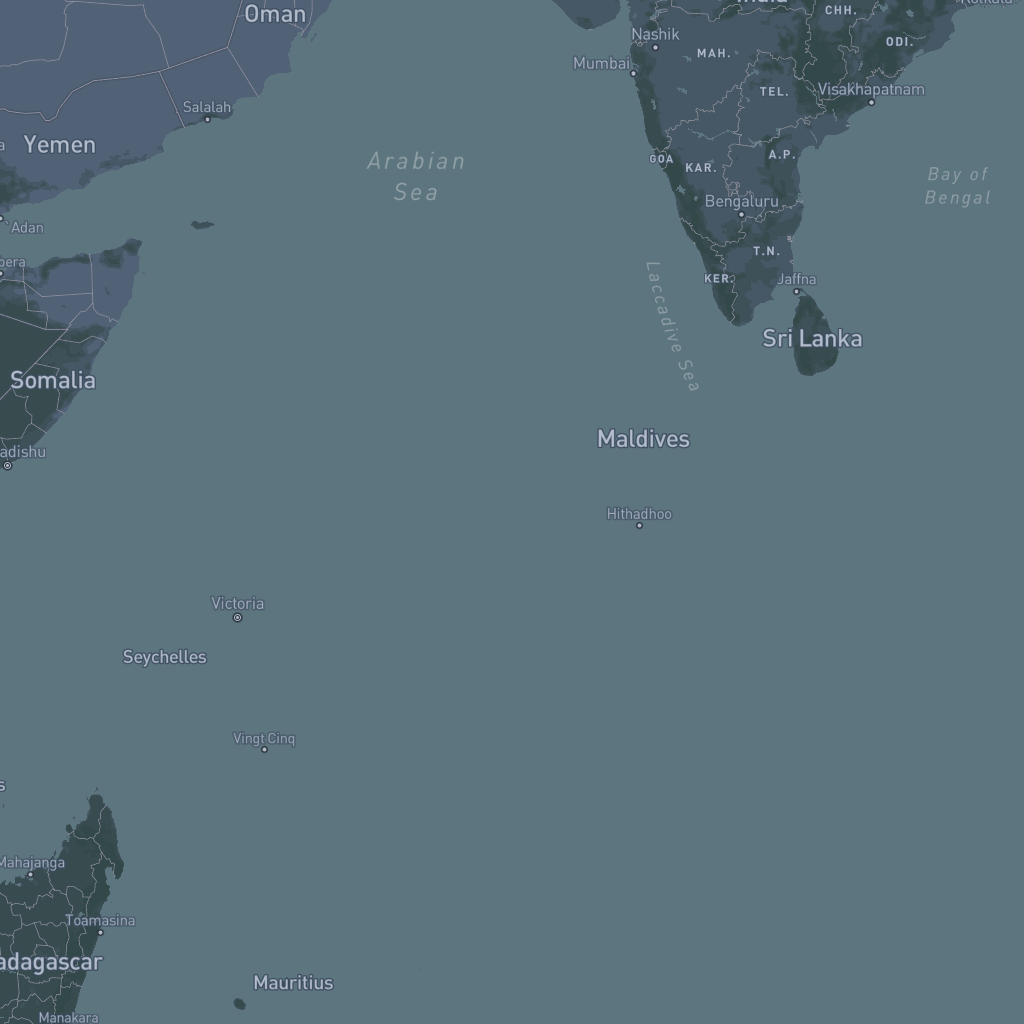 Oman
India
CHH.
Kolkata
Nashik
MAH.
ODI.
Mumbai
TEL.
Visakhapatnam
Salalah
Yemen
Arabian
Sea
GOA
KAR.
A.P.
Bay of
Bengal
Bengaluru
Adan
T.N.
bera
KER.
Jaffna
Laccadive Sea
Sri Lanka
Somalia
Maldives
adishu
Hithadhoo
Victoria
Seychelles
Vingt Cinq
s
Mahajanga
Toamasina
adagascar
Mauritius
Manakara